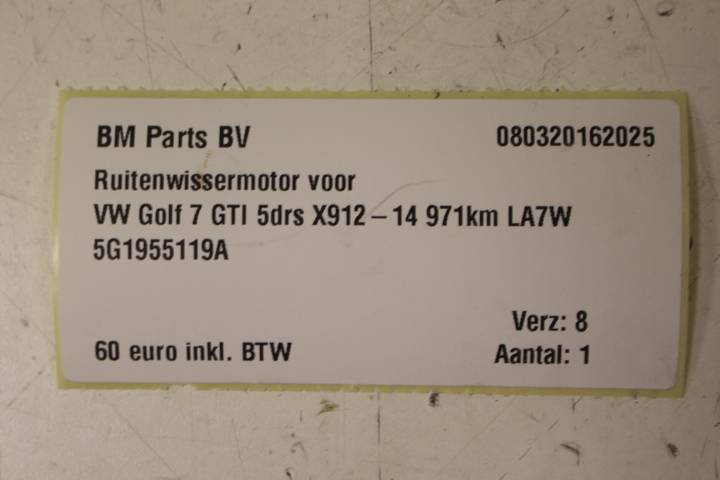 BM Parts BV 080320162025
Ruitenwissermotor voor
VW Golf 7 GTI 5drs X912 – 14 971km LA7W
5G1955119A
Verz: 8
60 euro inkl. BTW Aantal: 1